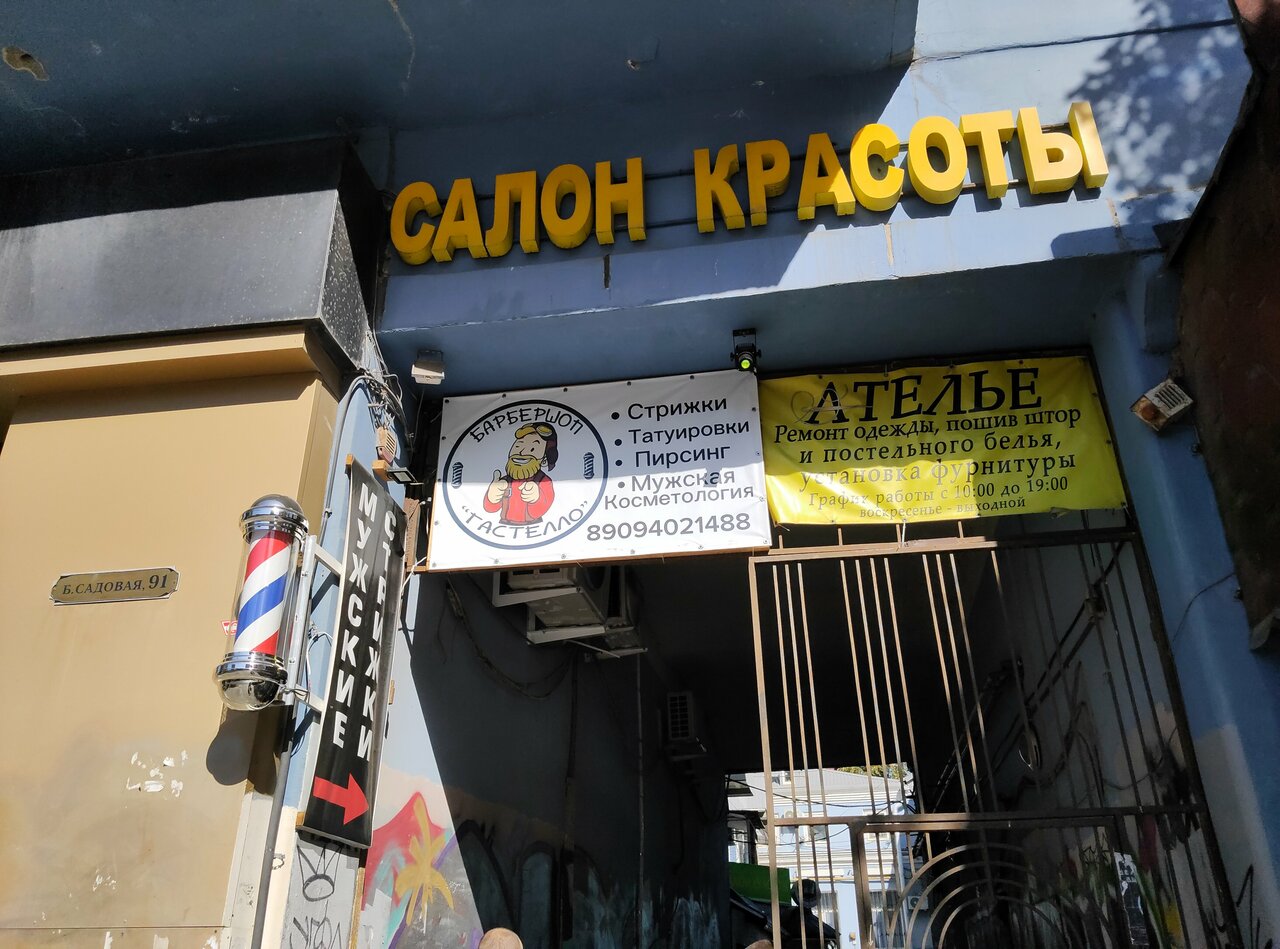 САЛОН КРАСОТЫ
БАРБЕРШОП
"ГАСТЕЛЛО"
• Стрижки
• Татуировки
• Пирсинг
• Мужская
Косметология
89094021488
АТЕЛЬЕ
Ремонт одежды, пошив штор
и постельного белья,
установка фурнитуры
График работы с 10:00 до 19:00
воскресенье - выходной
МУЖСКИЕ
СТРИЖКИ
Б.САДОВАЯ, 91